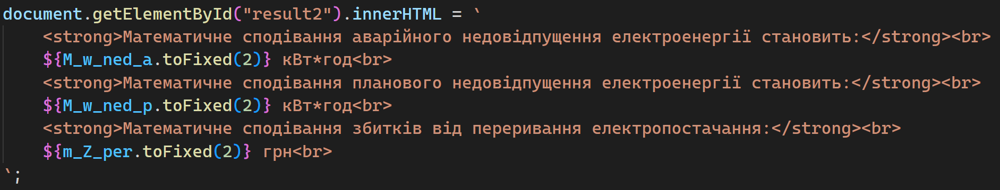 document.getElementById("result2").innerHTML = `
    <strong>Математичне сподівання аварійного недовідпущення електроенергії становить:</strong><br>
    ${M_w_ned_a.toFixed(2)} кВт*год<br>
    <strong>Математичне сподівання планового недовідпущення електроенергії становить:</strong><br>
    ${M_w_ned_p.toFixed(2)} кВт*год<br>
    <strong>Математичне сподівання збитків від переривання електропостачання:</strong><br>
    ${m_Z_per.toFixed(2)} грн<br>
`;